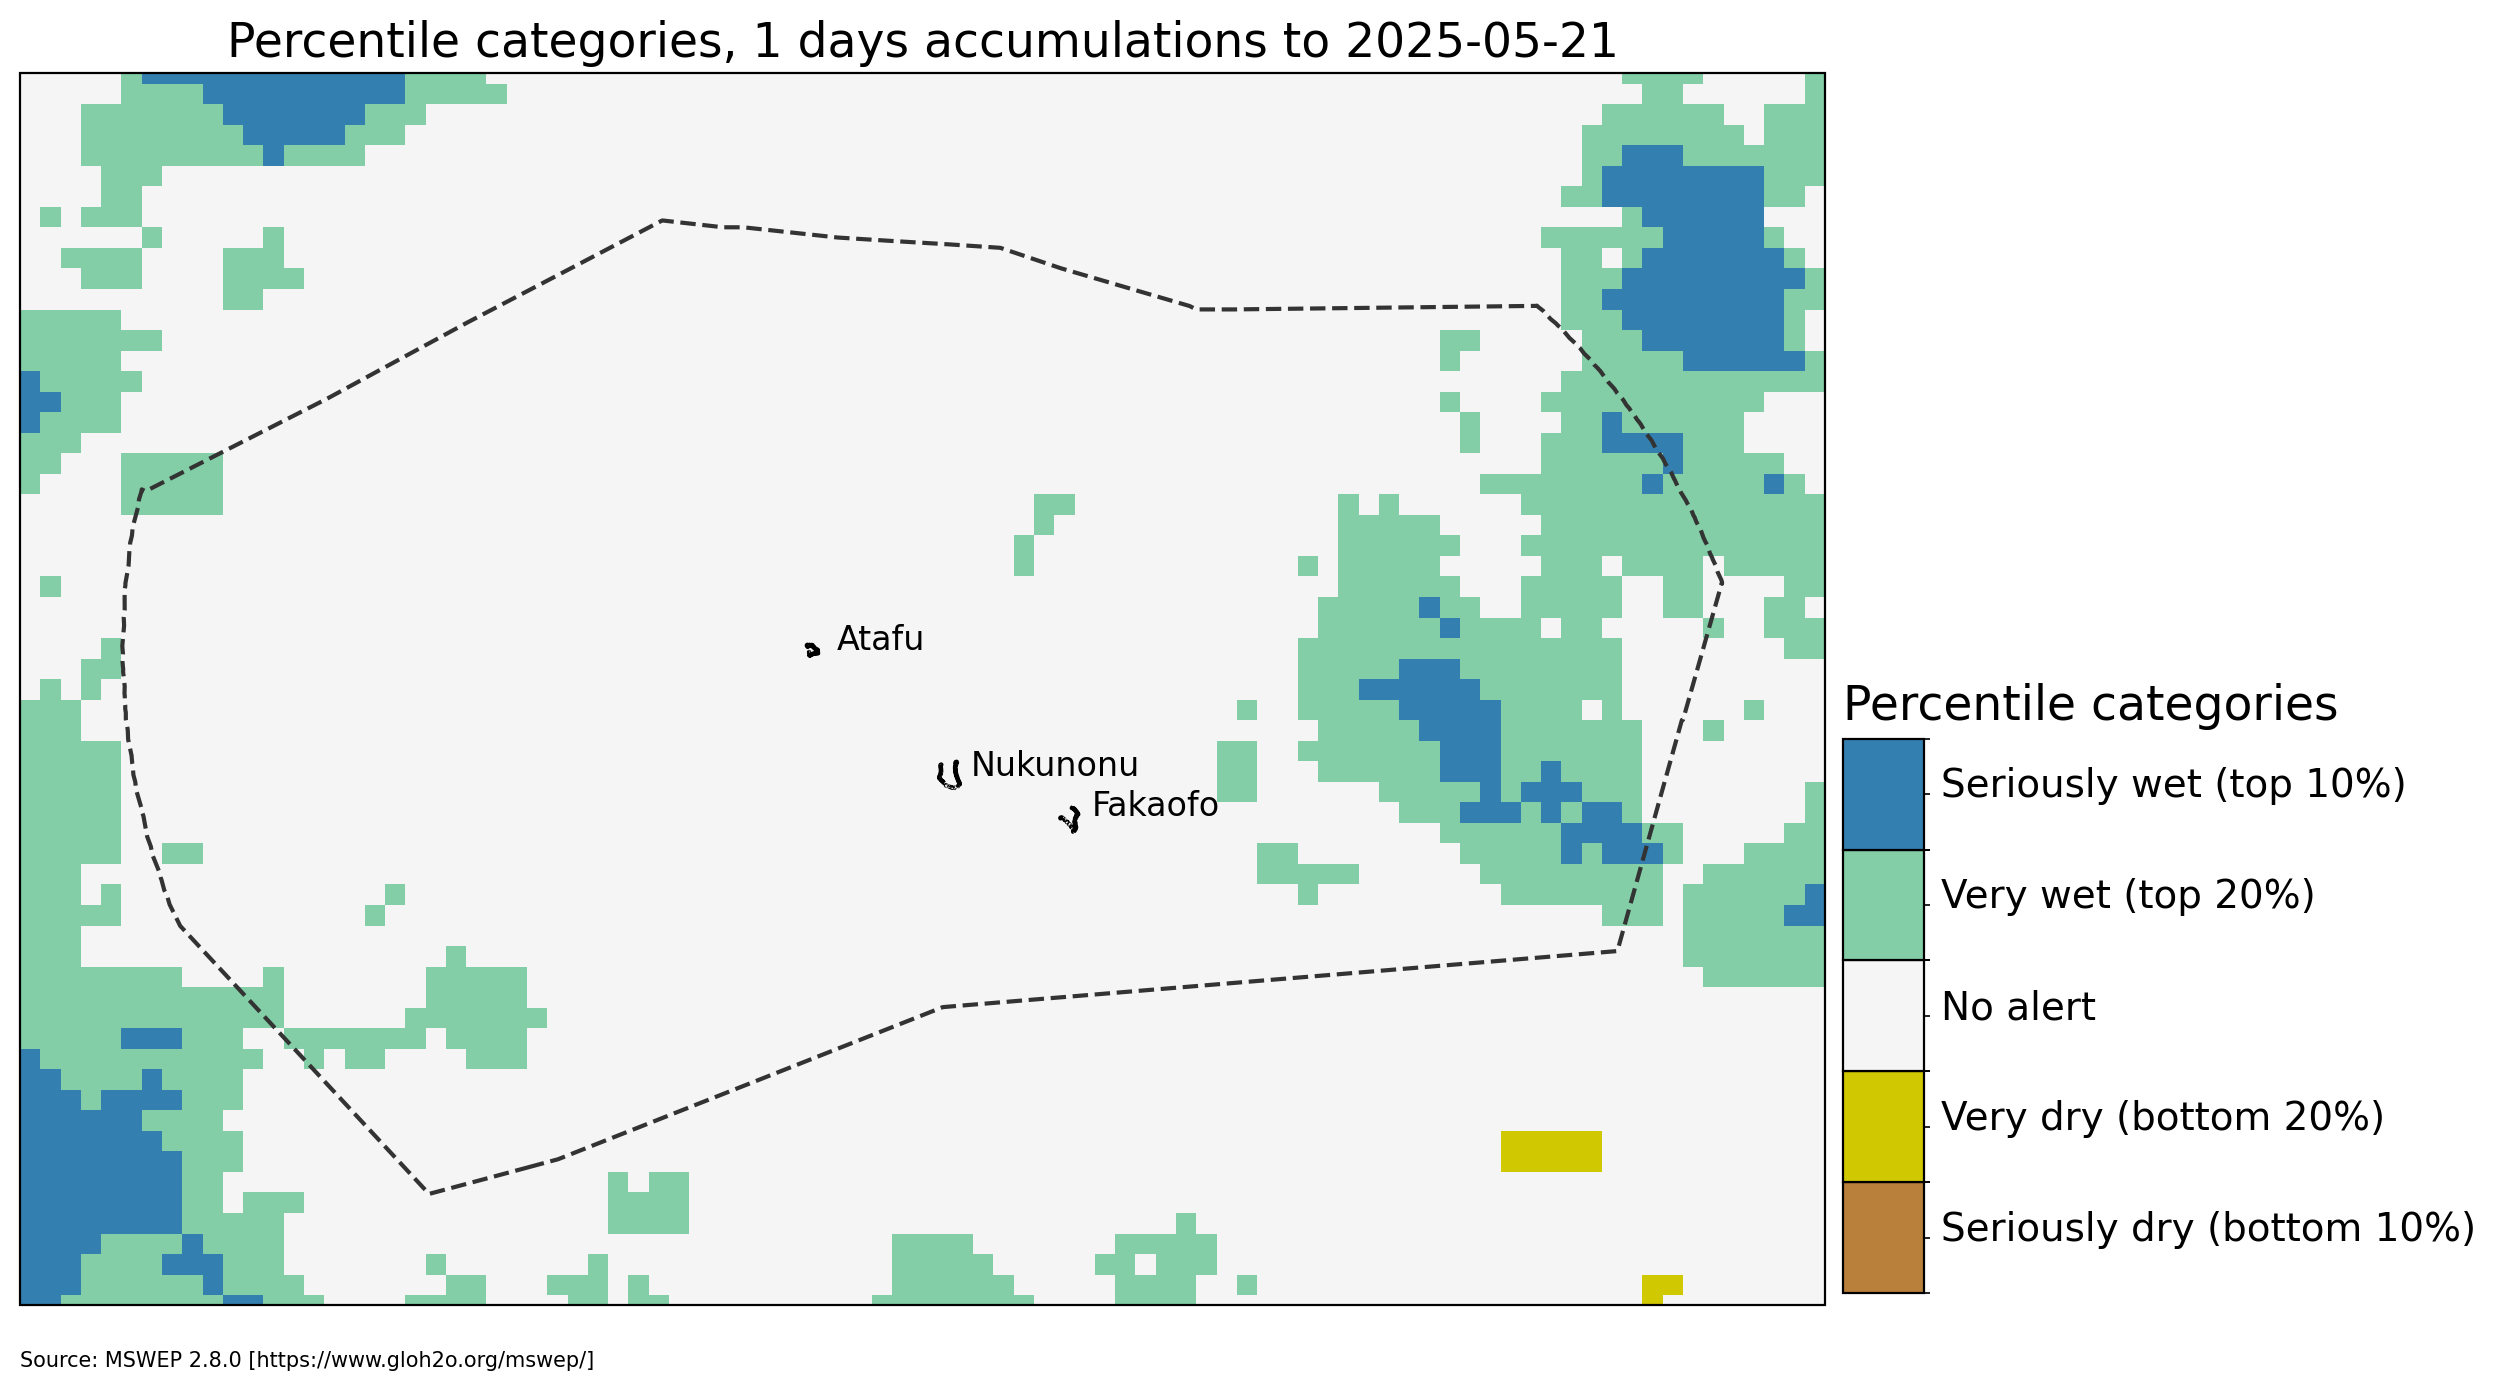 Percentile categories, 1 days accumulations to 2025-05-21
Atafu
Nukunonu
Fakaofo
Percentile categories
Seriously wet (top 10%)
Very wet (top 20%)
No alert
Very dry (bottom 20%)
Seriously dry (bottom 10%)
Source: MSWEP 2.8.0 [https://www.gloh2o.org/mswep/]